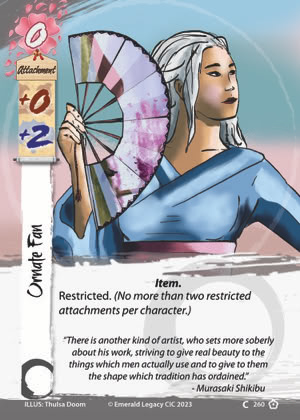 0
Attachment
+0
+2
Ornate Fan
Item.
Restricted. (No more than two restricted
attachments per character.)
"There is another kind of artist, who sets more soberly
about his work, striving to give real beauty to the
things which men actually use and to give to them
the shape which tradition has ordained."
- Murasaki Shikibu
ILLUS: Thulsa Doom © Emerald Legacy CIC 2023 C 260